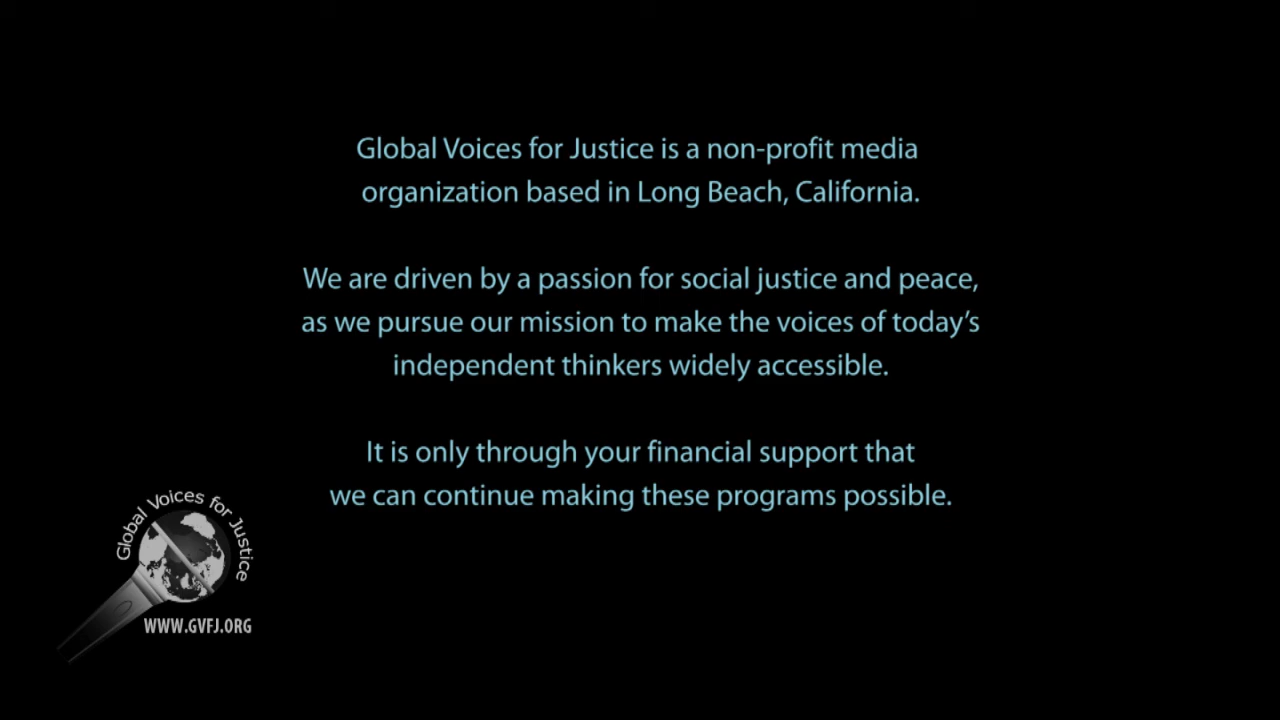 Global Voices for Justice is a non-profit media
organization based in Long Beach, California.
We are driven by a passion for social justice and peace,
as we pursue our mission to make the voices of today's
independent thinkers widely accessible.
It is only through your financial support that
we can continue making these programs possible.
Global Voices for Justice
WWW.GVFJ.ORG